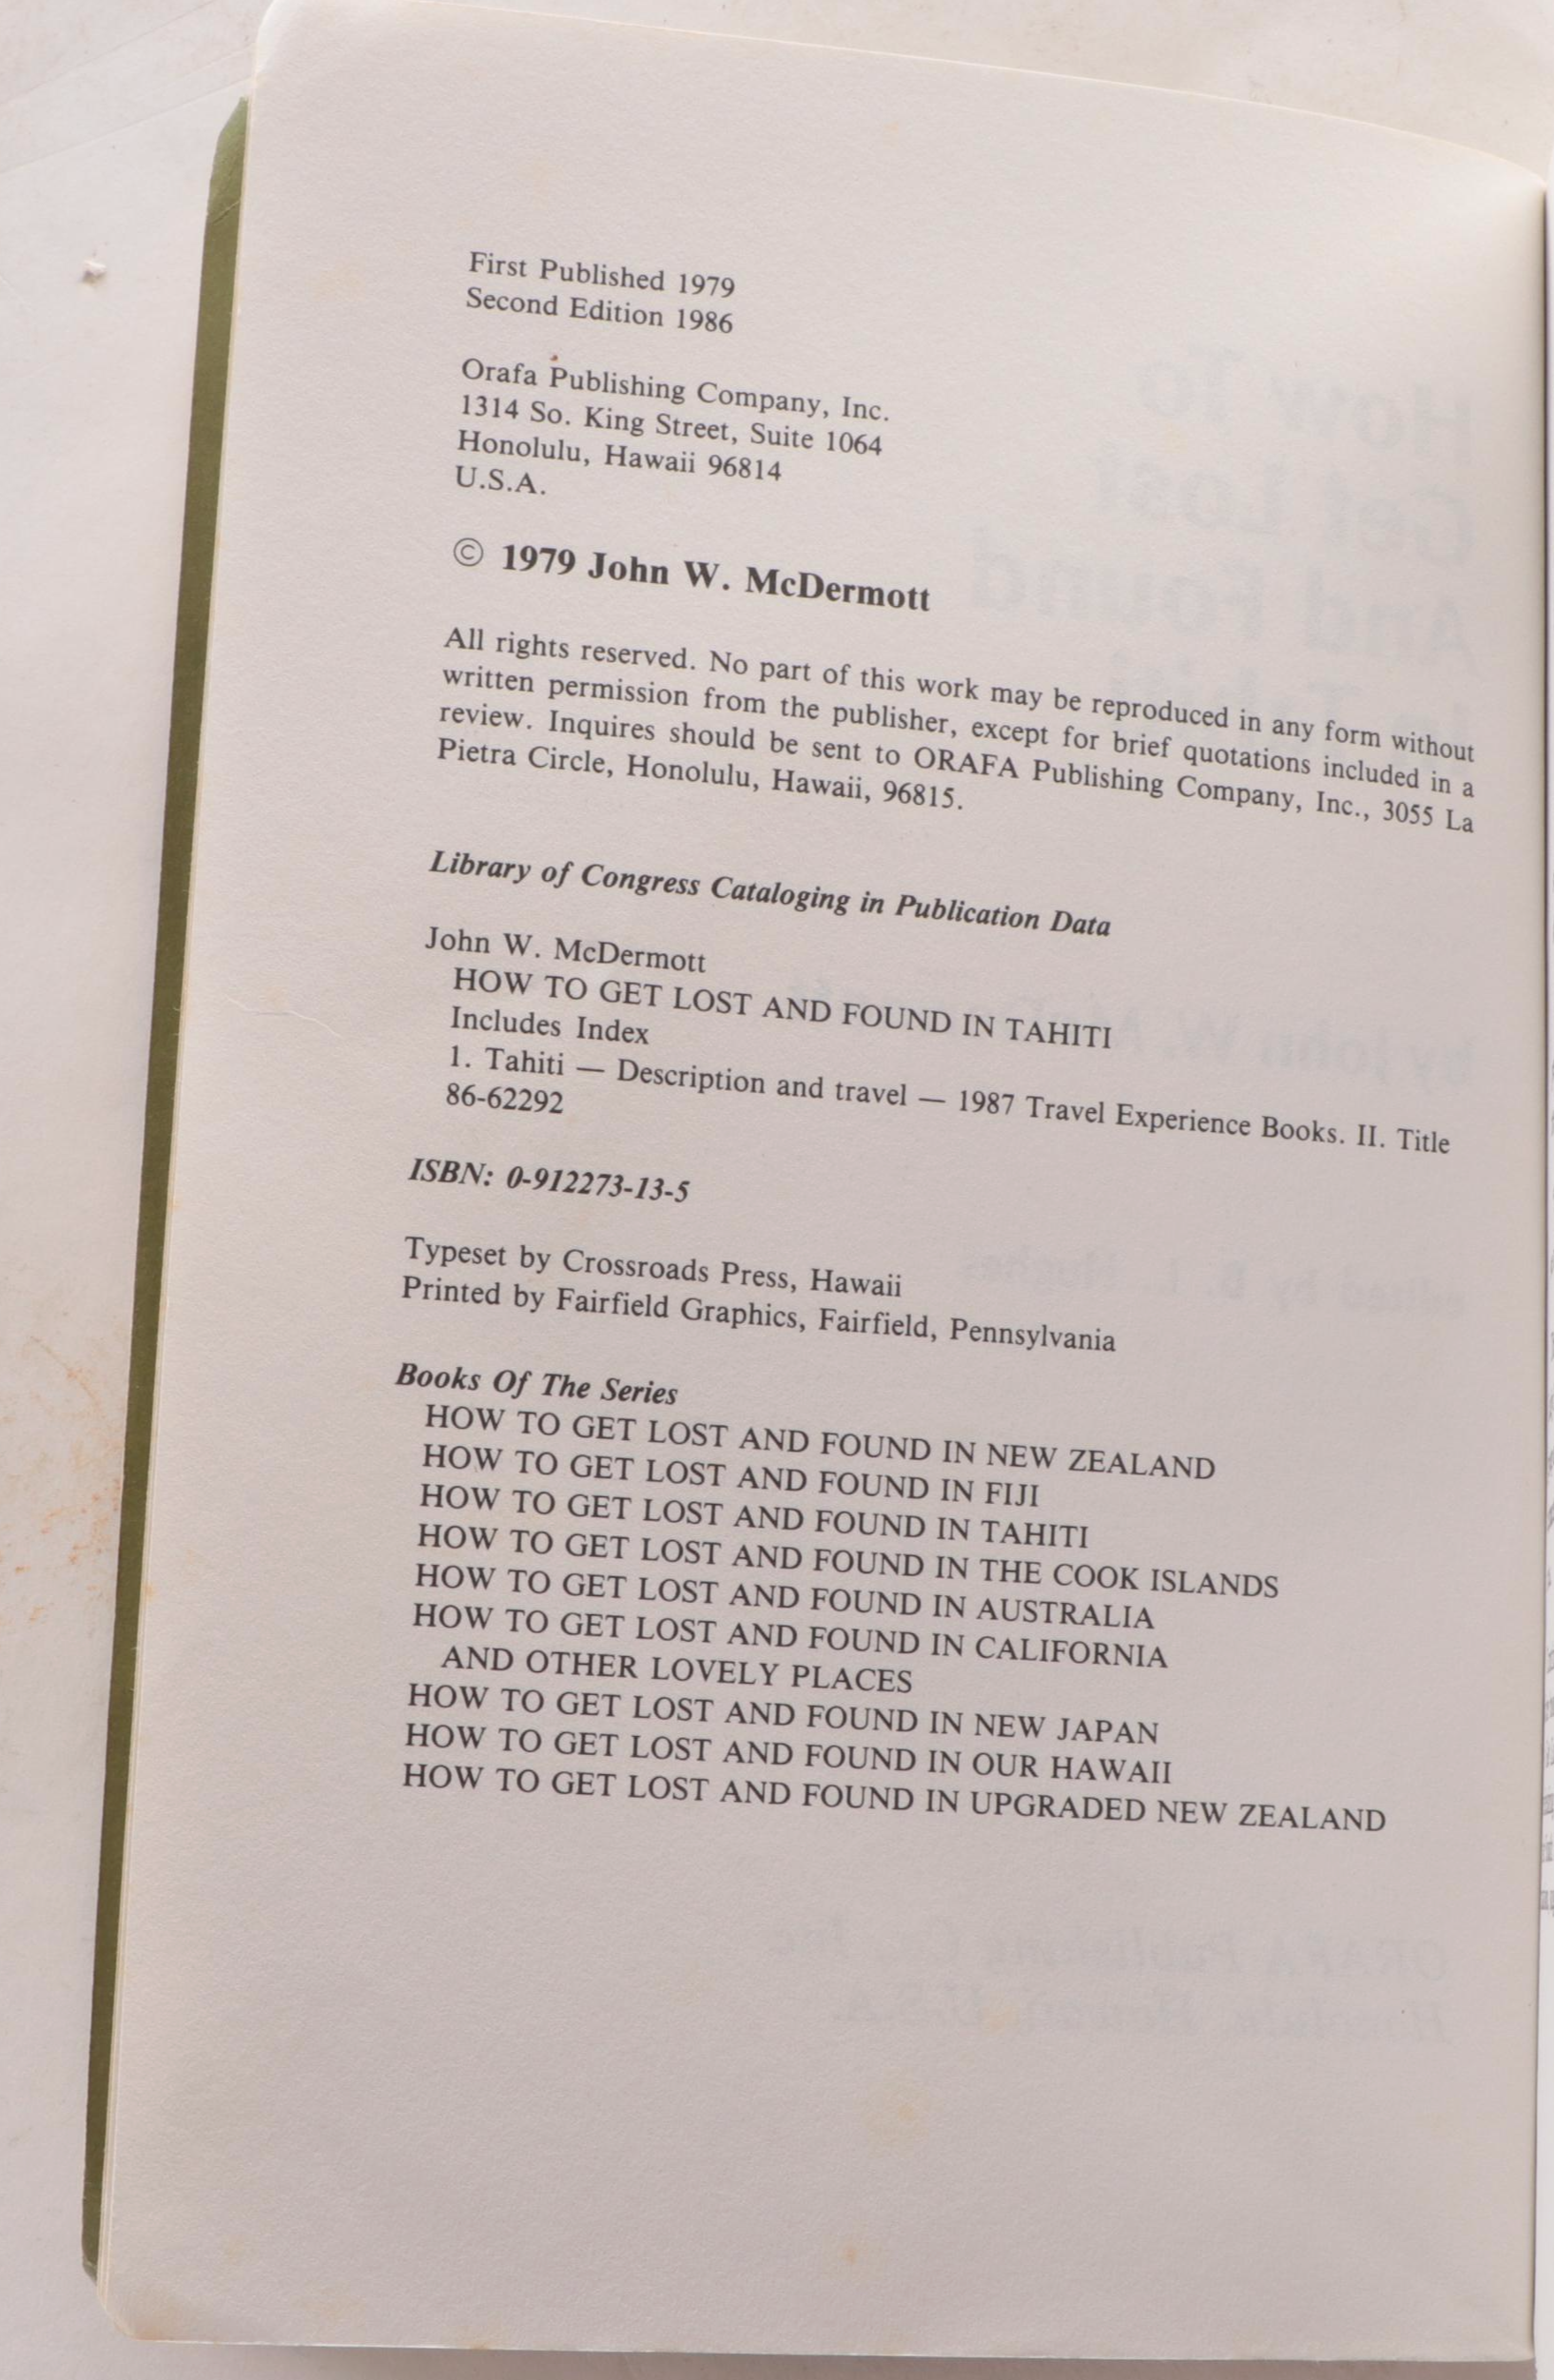 First Published 1979
Second Edition 1986
Orafa Publishing Company, Inc.
1314 So. King Street, Suite 1064
Honolulu, Hawaii 96814
U.S.A.
© 1979 John W. McDermott
All rights reserved. No part of this work may be reproduced in any form without
written permission from the publisher, except for brief quotations included in a
review. Inquires should be sent to ORAFA Publishing Company, Inc., 3055 La
Pietra Circle, Honolulu, Hawaii, 96815.
Library of Congress Cataloging in Publication Data
John W. McDermott
HOW TO GET LOST AND FOUND IN TAHITI
Includes Index
1. Tahiti — Description and travel — 1987 Travel Experience Books. II. Title
86-62292
ISBN: 0-912273-13-5
Typeset by Crossroads Press, Hawaii
Printed by Fairfield Graphics, Fairfield, Pennsylvania
Books Of The Series
HOW TO GET LOST AND FOUND IN NEW ZEALAND
HOW TO GET LOST AND FOUND IN FIJI
HOW TO GET LOST AND FOUND IN TAHITI
HOW TO GET LOST AND FOUND IN THE COOK ISLANDS
HOW TO GET LOST AND FOUND IN AUSTRALIA
HOW TO GET LOST AND FOUND IN CALIFORNIA
AND OTHER LOVELY PLACES
HOW TO GET LOST AND FOUND IN NEW JAPAN
HOW TO GET LOST AND FOUND IN OUR HAWAII
HOW TO GET LOST AND FOUND IN UPGRADED NEW ZEALAND